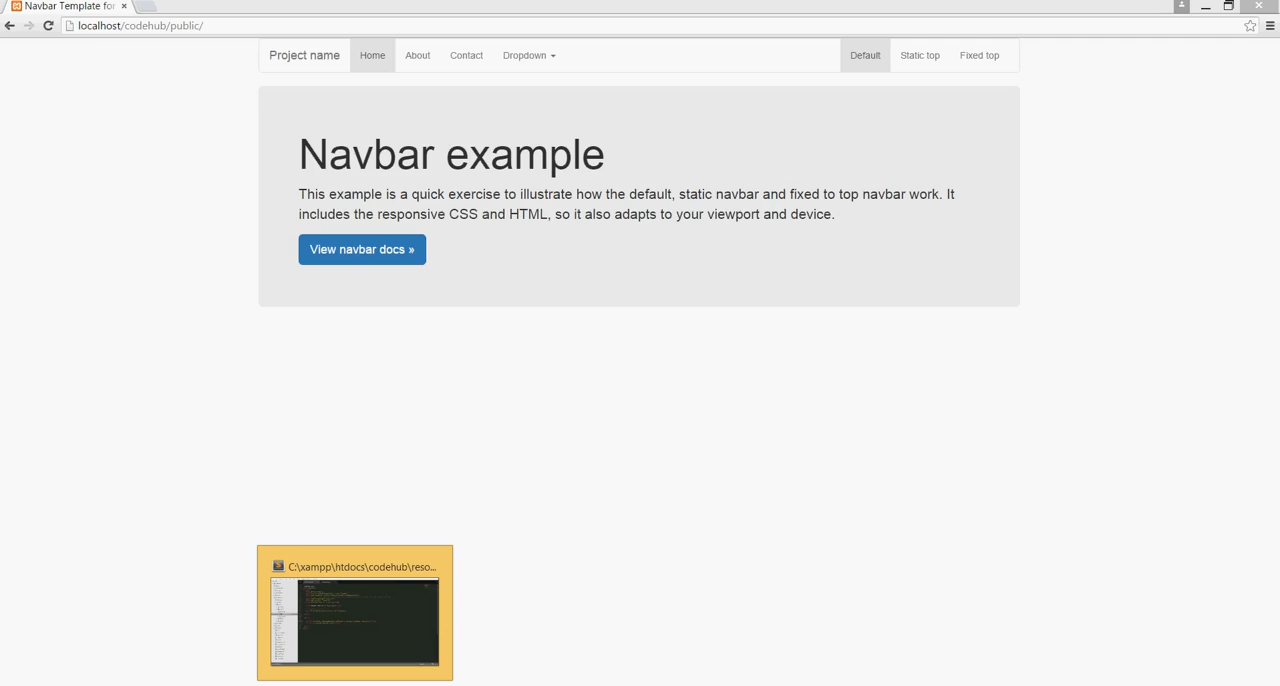 Navbar Template for
localhost/codehub/public/
Project name Home About Contact Dropdown Default Static top Fixed top
Navbar example
This example is a quick exercise to illustrate how the default, static navbar and fixed to top navbar work. It
includes the responsive CSS and HTML, so it also adapts to your viewport and device.
View navbar docs »
C:\xampp\htdocs\codehub\reso...